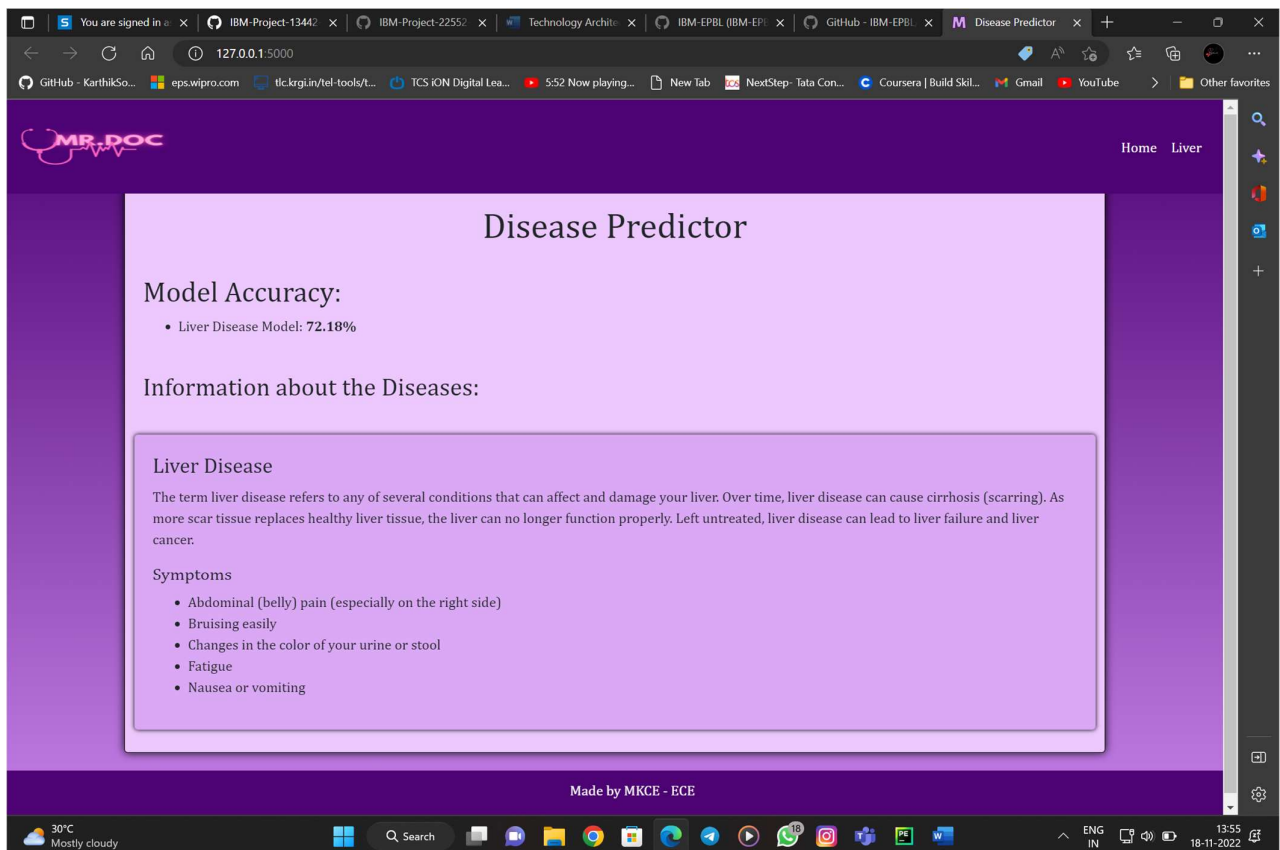 You are signed in a
IBM-Project-13442
IBM-Project-22552
Technology Archite
IBM-EPBL (IBM-EPB
GitHub - IBM-EPBL
Disease Predictor
127.0.0.1:5000
GitHub - KarthikSo...
eps.wipro.com
tlc.krgi.in/tel-tools/t...
TCS iON Digital Lea...
5:52 Now playing...
New Tab
NextStep- Tata Con...
Coursera | Build Skil...
Gmail
YouTube
Other favorites
MR.DOC
Home Liver
Disease Predictor
Model Accuracy:
• Liver Disease Model: 72.18%
Information about the Diseases:
Liver Disease
The term liver disease refers to any of several conditions that can affect and damage your liver. Over time, liver disease can cause cirrhosis (scarring). As
more scar tissue replaces healthy liver tissue, the liver can no longer function properly. Left untreated, liver disease can lead to liver failure and liver
cancer.
Symptoms
• Abdominal (belly) pain (especially on the right side)
• Bruising easily
• Changes in the color of your urine or stool
• Fatigue
• Nausea or vomiting
Made by MKCE - ECE
30°C
Mostly cloudy
Search
18
ENG
IN
13:55
18-11-2022